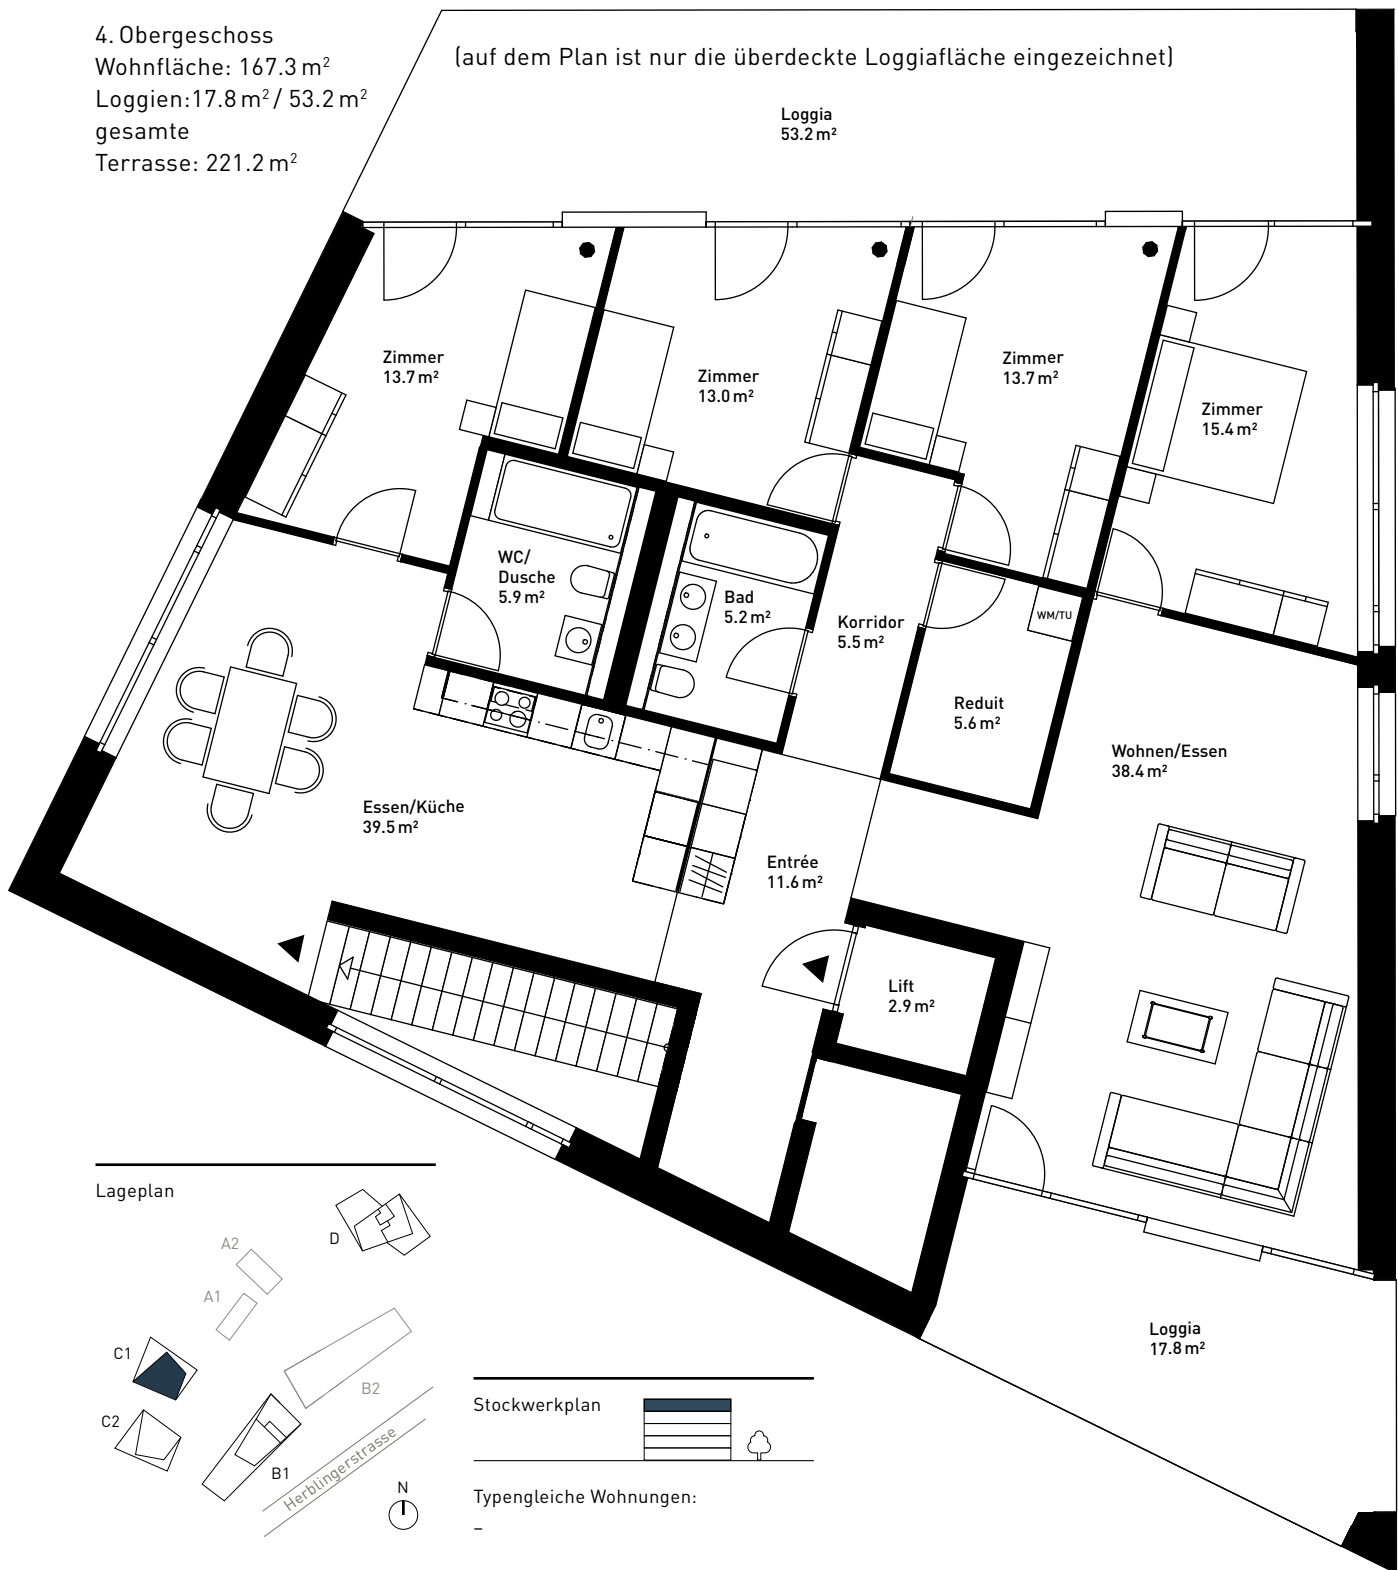 4. Obergeschoss
Wohnfläche: 167.3 m²
Loggien:17.8 m² / 53.2 m²
gesamte
Terrasse: 221.2 m²
(auf dem Plan ist nur die überdeckte Loggiafläche eingezeichnet)
Loggia
53.2 m²
Zimmer
13.7 m²
Zimmer
13.0 m²
Zimmer
13.7 m²
Zimmer
15.4 m²
WC/
Dusche
5.9 m²
Bad
5.2 m²
Korridor
5.5 m²
WM/TU
Reduit
5.6 m²
Wohnen/Essen
38.4 m²
Essen/Küche
39.5 m²
Entrée
11.6 m²
Lift
2.9 m²
Loggia
17.8 m²
Lageplan
A2
D
A1
C1
B2
C2
B1
Herblingerstrasse
N
Stockwerkplan
Typengleiche Wohnungen:
–